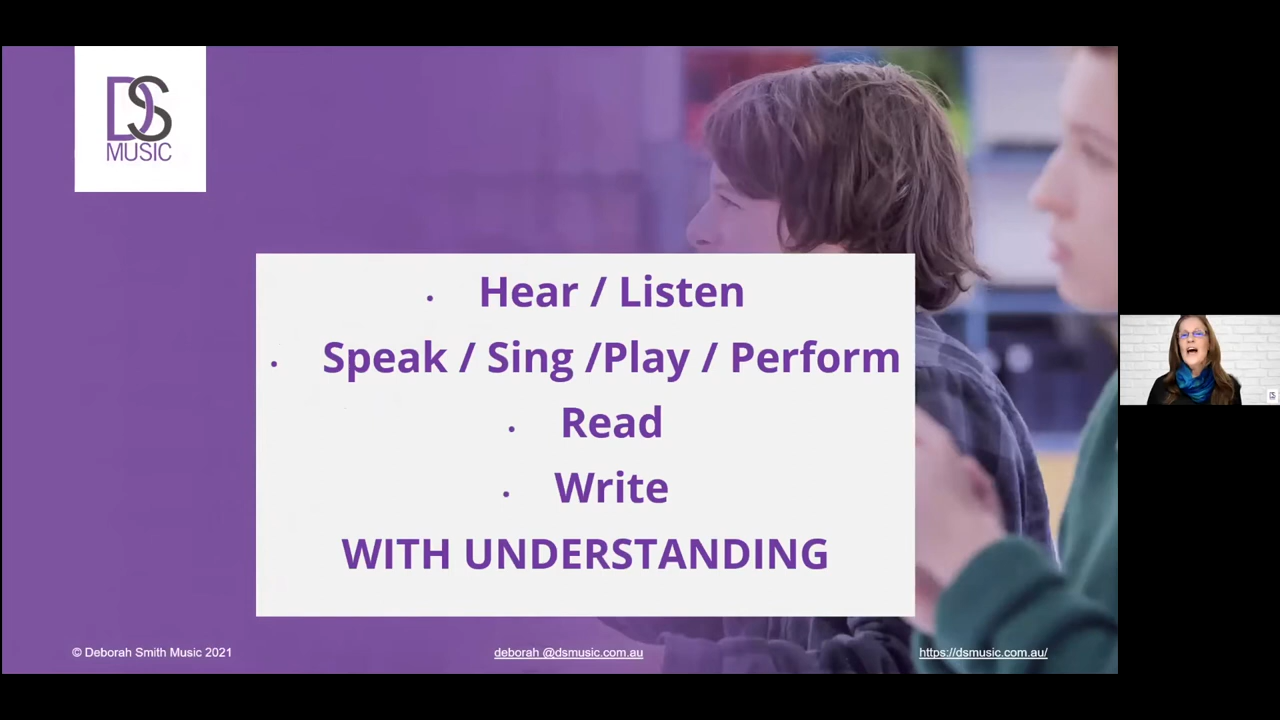 DS
MUSIC
• Hear / Listen
• Speak / Sing /Play / Perform
• Read
• Write
WITH UNDERSTANDING
© Deborah Smith Music 2021
deborah @dsmusic.com.au
https://dsmusic.com.au/
DS